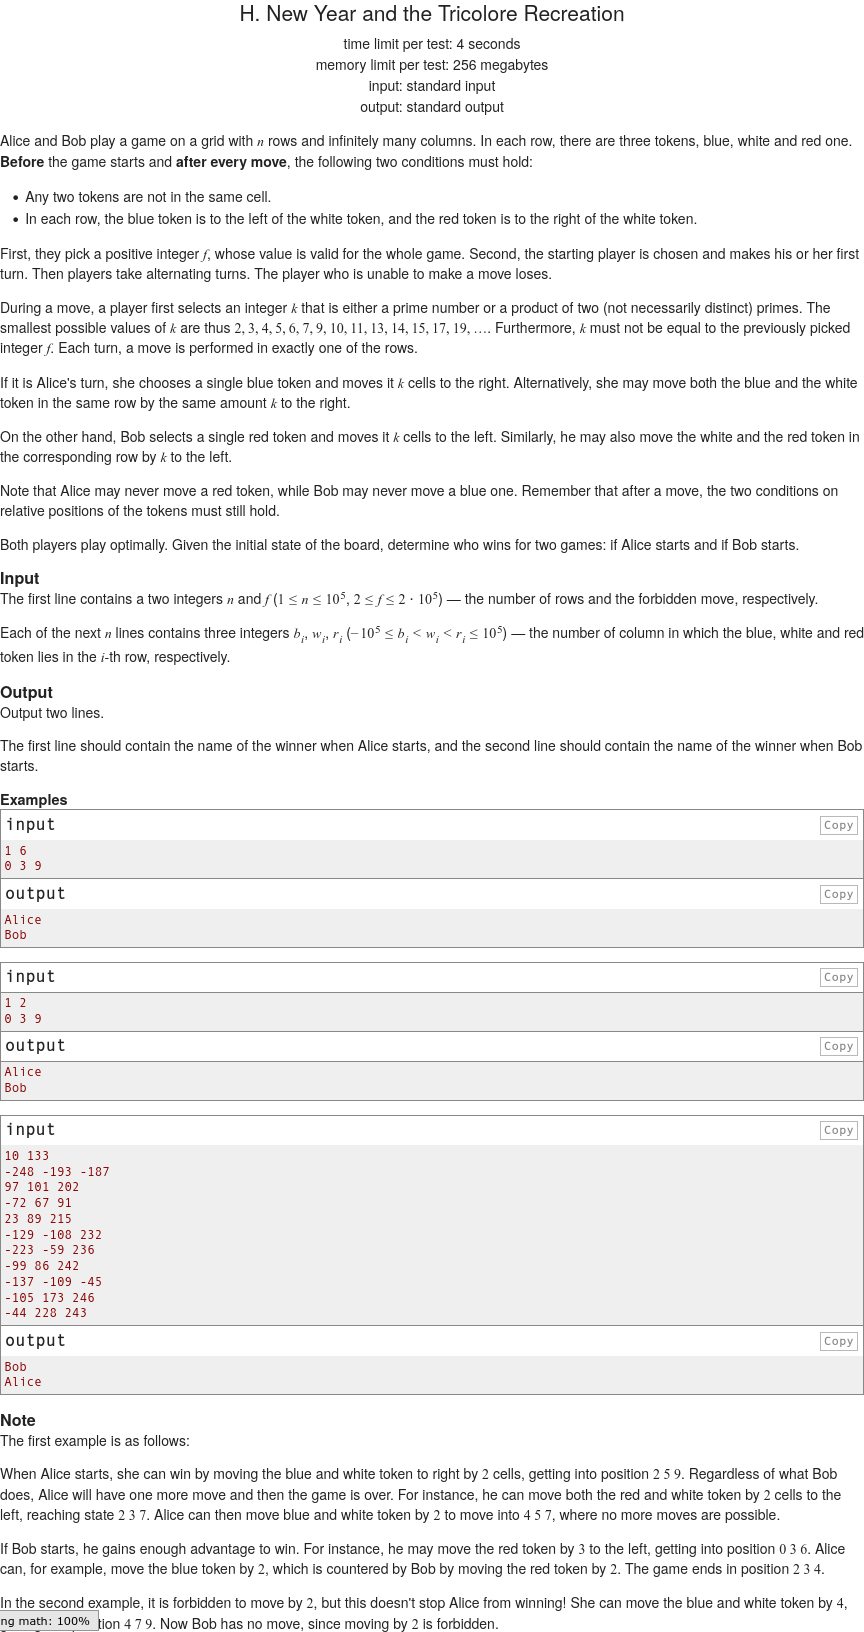 H. New Year and the Tricolore Recreation
time limit per test: 4 seconds
memory limit per test: 256 megabytes
input: standard input
output: standard output
Alice and Bob play a game on a grid with n rows and infinitely many columns. In each row, there are three tokens, blue, white and red one.
Before the game starts and after every move, the following two conditions must hold:
• Any two tokens are not in the same cell.
• In each row, the blue token is to the left of the white token, and the red token is to the right of the white token.
First, they pick a positive integer f, whose value is valid for the whole game. Second, the starting player is chosen and makes his or her first
turn. Then players take alternating turns. The player who is unable to make a move loses.
During a move, a player first selects an integer k that is either a prime number or a product of two (not necessarily distinct) primes. The
smallest possible values of k are thus 2, 3, 4, 5, 6, 7, 9, 10, 11, 13, 14, 15, 17, 19, .... Furthermore, k must not be equal to the previously picked
integer f. Each turn, a move is performed in exactly one of the rows.
If it is Alice's turn, she chooses a single blue token and moves it k cells to the right. Alternatively, she may move both the blue and the white
token in the same row by the same amount k to the right.
On the other hand, Bob selects a single red token and moves it k cells to the left. Similarly, he may also move the white and the red token in
the corresponding row by k to the left.
Note that Alice may never move a red token, while Bob may never move a blue one. Remember that after a move, the two conditions on
relative positions of the tokens must still hold.
Both players play optimally. Given the initial state of the board, determine who wins for two games: if Alice starts and if Bob starts.
Input
The first line contains a two integers n and f (1 ≤ n ≤ 10⁵, 2 ≤ f ≤ 2 · 10⁵) — the number of rows and the forbidden move, respectively.
Each of the next n lines contains three integers bᵢ, wᵢ, rᵢ (−10⁵ ≤ bᵢ < wᵢ < rᵢ ≤ 10⁵) — the number of column in which the blue, white and red
token lies in the i-th row, respectively.
Output
Output two lines.
The first line should contain the name of the winner when Alice starts, and the second line should contain the name of the winner when Bob
starts.
Examples
input Copy
1 6
0 3 9
output Copy
Alice
Bob
input Copy
1 2
0 3 9
output Copy
Alice
Bob
input Copy
10 133
-248 -193 -187
97 101 202
-72 67 91
23 89 215
-129 -108 232
-223 -59 236
-99 86 242
-137 -109 -45
-105 173 246
-44 228 243
output Copy
Bob
Alice
Note
The first example is as follows:
When Alice starts, she can win by moving the blue and white token to right by 2 cells, getting into position 2 5 9. Regardless of what Bob
does, Alice will have one more move and then the game is over. For instance, he can move both the red and white token by 2 cells to the
left, reaching state 2 3 7. Alice can then move blue and white token by 2 to move into 4 5 7, where no more moves are possible.
If Bob starts, he gains enough advantage to win. For instance, he may move the red token by 3 to the left, getting into position 0 3 6. Alice
can, for example, move the blue token by 2, which is countered by Bob by moving the red token by 2. The game ends in position 2 3 4.
In the second example, it is forbidden to move by 2, but this doesn't stop Alice from winning! She can move the blue and white token by 4,
ng math: 100% tion 4 7 9. Now Bob has no move, since moving by 2 is forbidden.